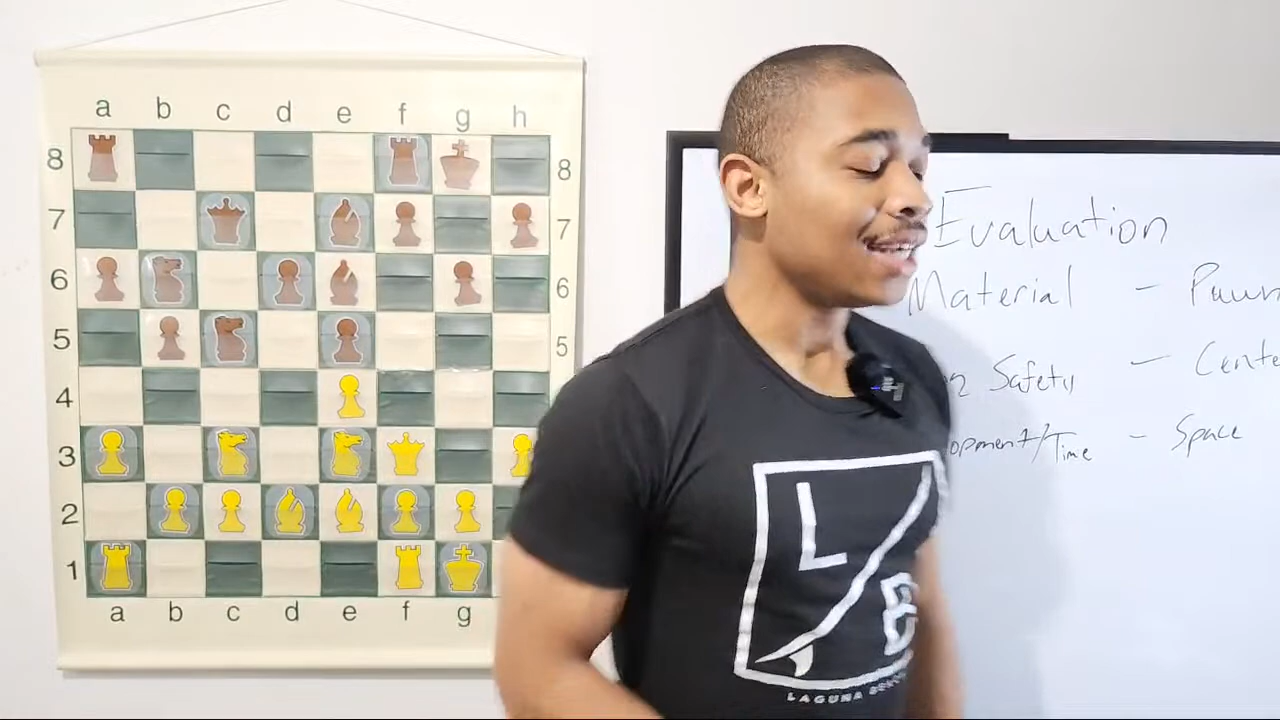 a b c d e f g h
8 8
7 7
6 6
5 5
4
3
2
1
a b c d e f g
Evaluation
Material - Pawn
Safety - Cente
opment/Time - Space
L
B
LAGUNA